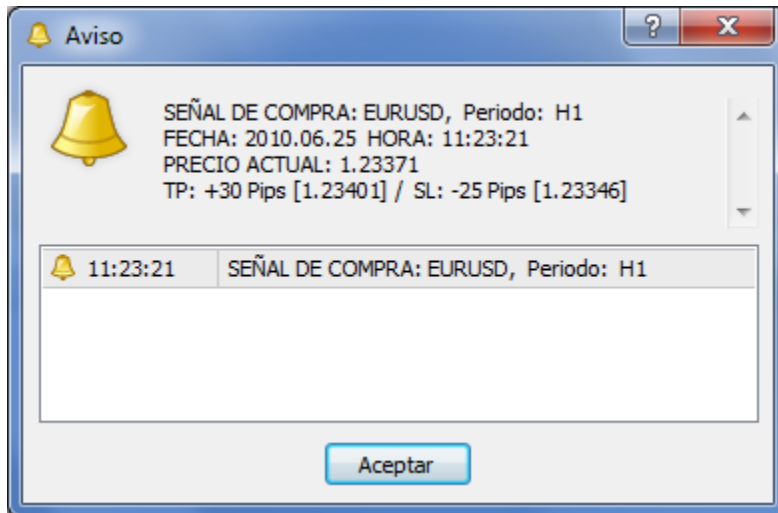 Aviso
SEÑAL DE COMPRA: EURUSD, Periodo: H1
FECHA: 2010.06.25 HORA: 11:23:21
PRECIO ACTUAL: 1.23371
TP: +30 Pips [1.23401] / SL: -25 Pips [1.23346]
11:23:21 SEÑAL DE COMPRA: EURUSD, Periodo: H1
Aceptar